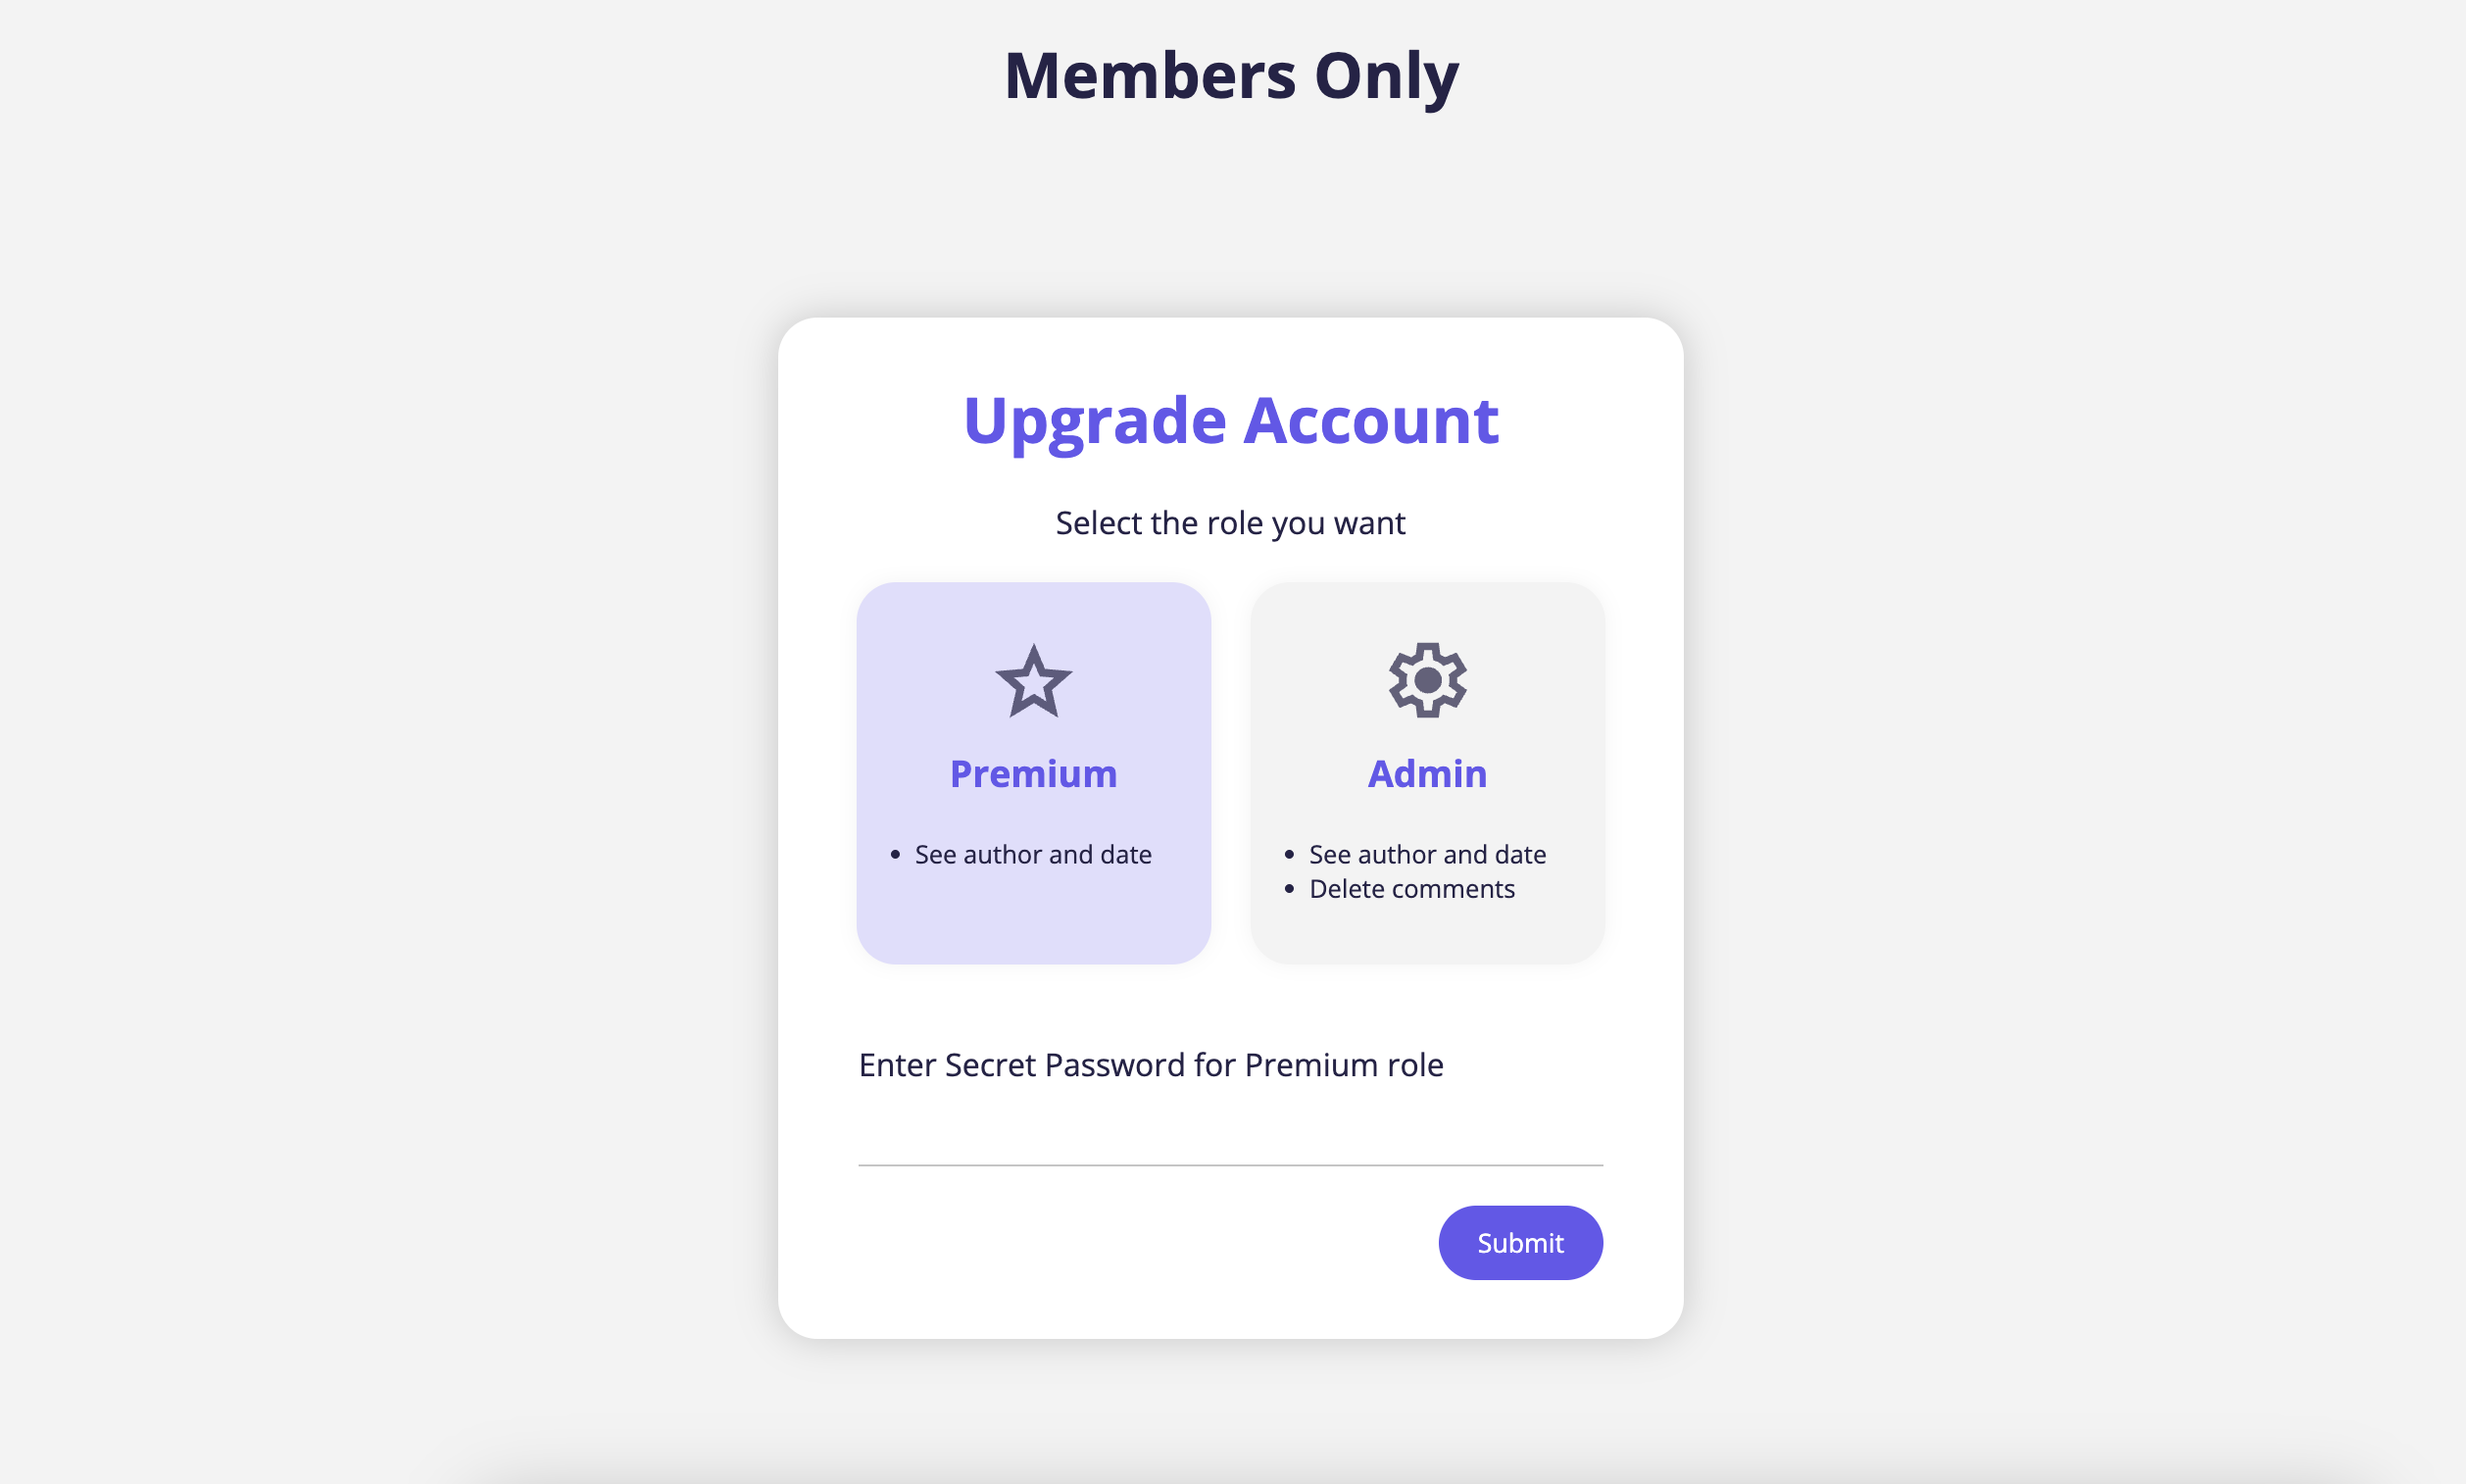 Members Only
Upgrade Account
Select the role you want
Premium
See author and date
Admin
See author and date
Delete comments
Enter Secret Password for Premium role
Submit